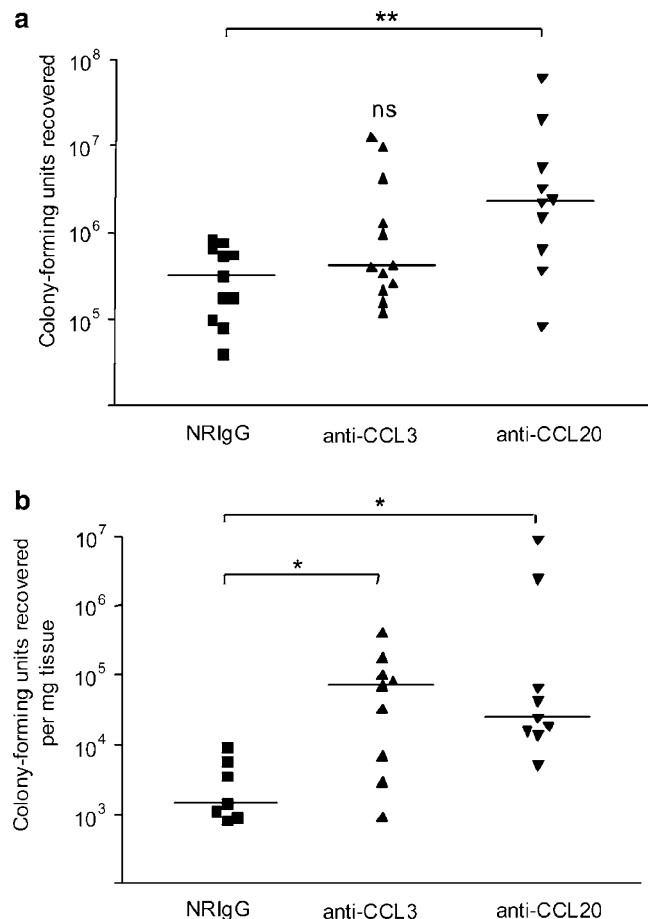 a
**
Colony-forming units recovered
10^8
10^7
10^6
10^5
ns
NRIgG anti-CCL3 anti-CCL20
b
*
*
Colony-forming units recovered
per mg tissue
10^7
10^6
10^5
10^4
10^3
NRIgG anti-CCL3 anti-CCL20